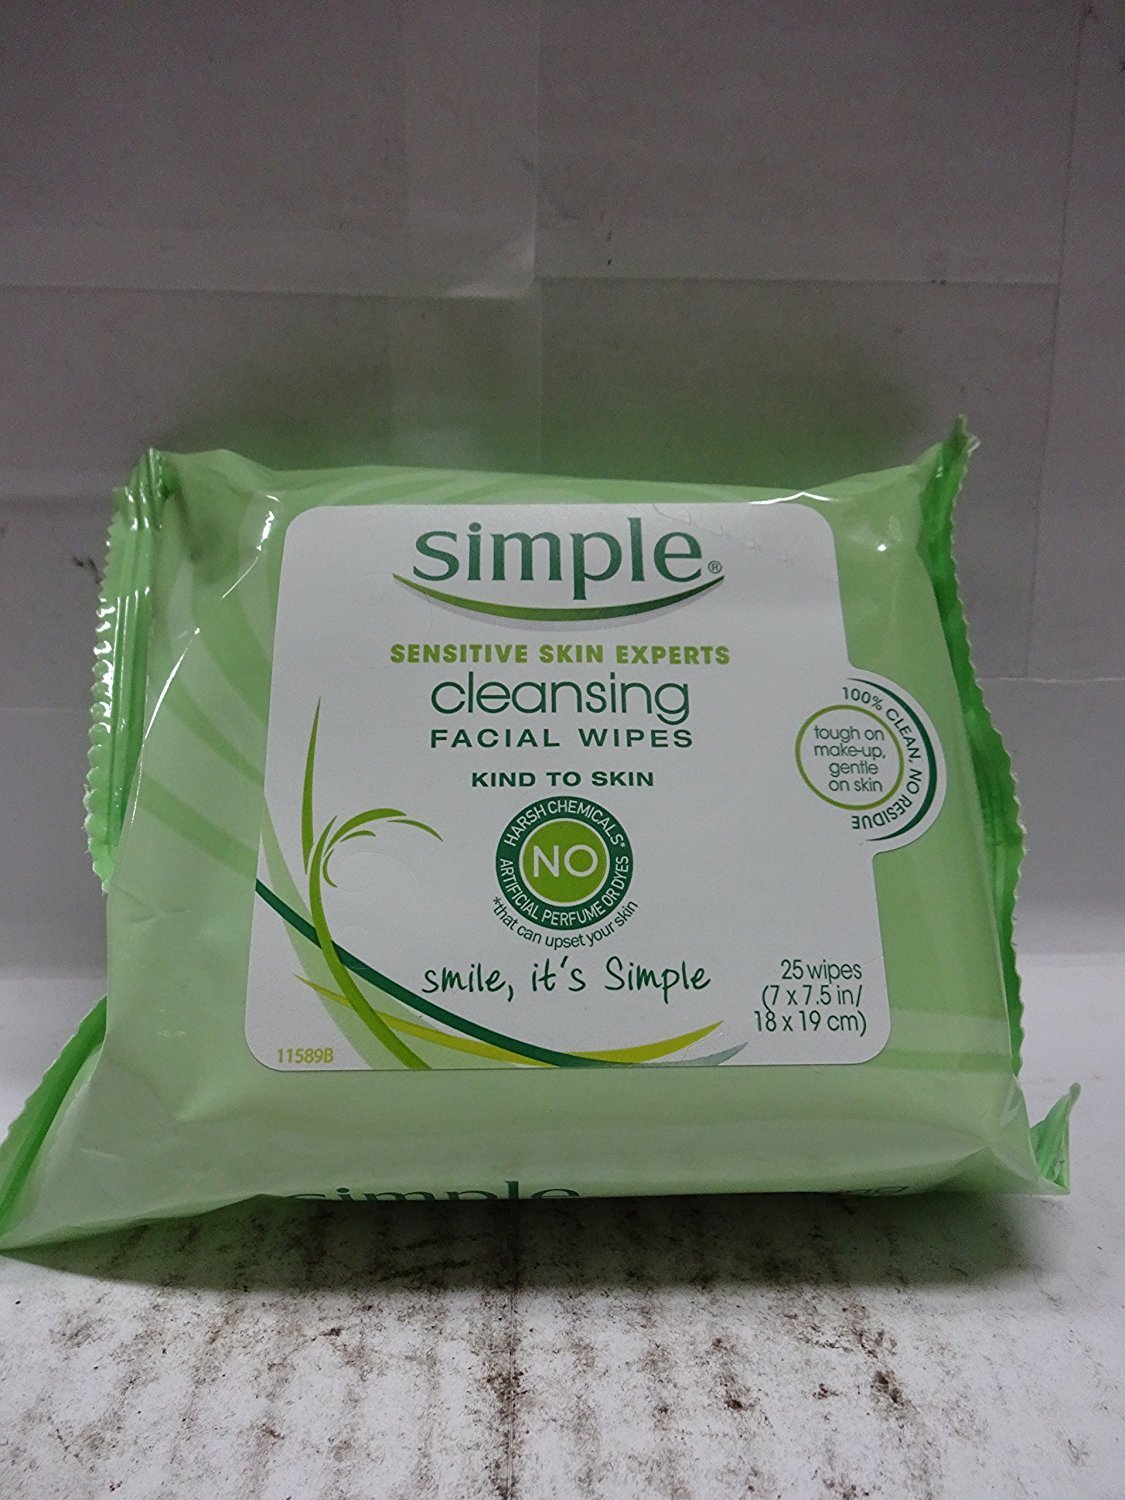 simple®
SENSITIVE SKIN EXPERTS
cleansing
FACIAL WIPES
KIND TO SKIN
HARSH CHEMICALS*
NO
ARTIFICIAL PERFUME OR DYES
*that can upset your skin
smile, it's Simple
100% CLEAN, NO RESIDUE
tough on
make-up,
gentle
on skin
25 wipes
(7 x 7.5 in/
18 x 19 cm)
11589B
simple